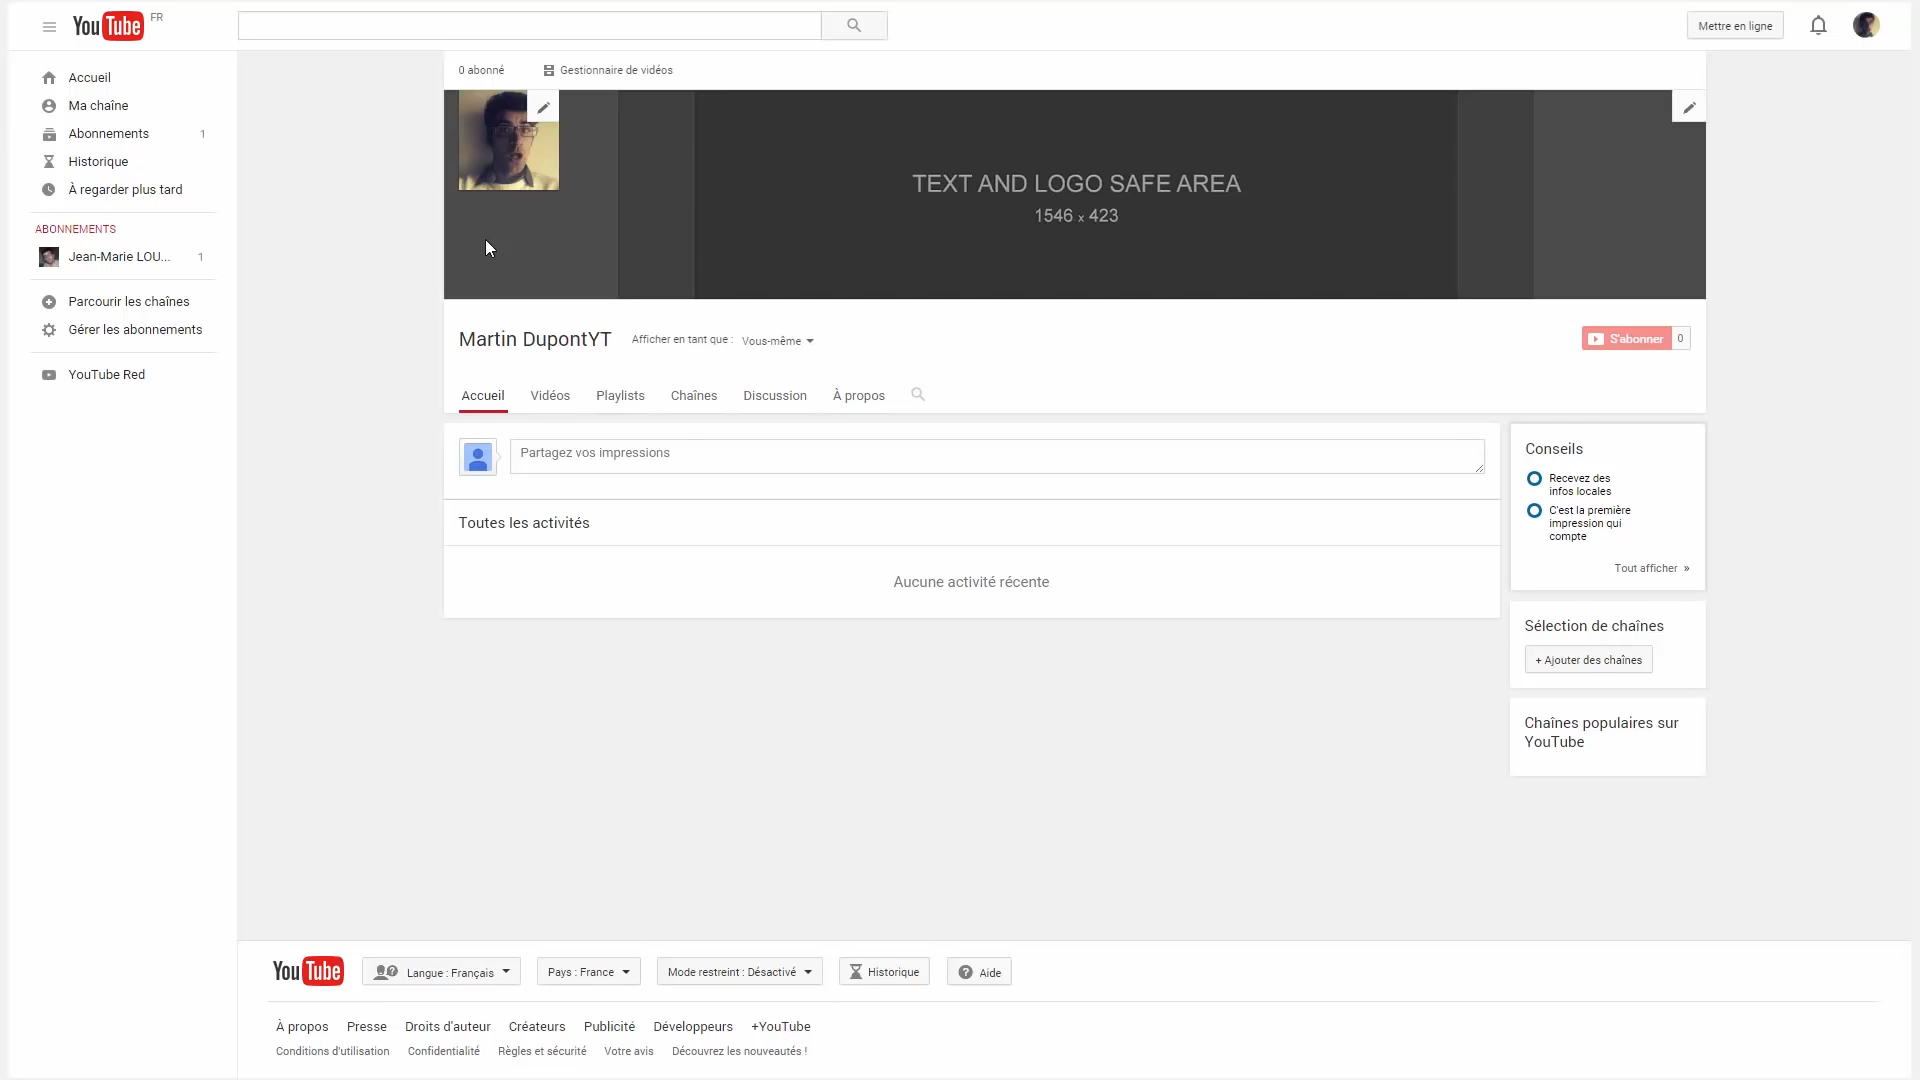 YouTube FR
Mettre en ligne
Accueil
Ma chaîne
Abonnements 1
Historique
À regarder plus tard
ABONNEMENTS
Jean-Marie LOU... 1
Parcourir les chaînes
Gérer les abonnements
YouTube Red
0 abonné Gestionnaire de vidéos
TEXT AND LOGO SAFE AREA
1546 x 423
Martin DupontYT Afficher en tant que : Vous-même
S'abonner 0
Accueil Vidéos Playlists Chaînes Discussion À propos
Partagez vos impressions
Toutes les activités
Aucune activité récente
Conseils
Recevez des
infos locales
C'est la première
impression qui
compte
Tout afficher »
Sélection de chaînes
+ Ajouter des chaînes
Chaînes populaires sur
YouTube
YouTube Langue : Français Pays : France Mode restreint : Désactivé Historique Aide
À propos Presse Droits d'auteur Créateurs Publicité Développeurs +YouTube
Conditions d'utilisation Confidentialité Règles et sécurité Votre avis Découvrez les nouveautés !